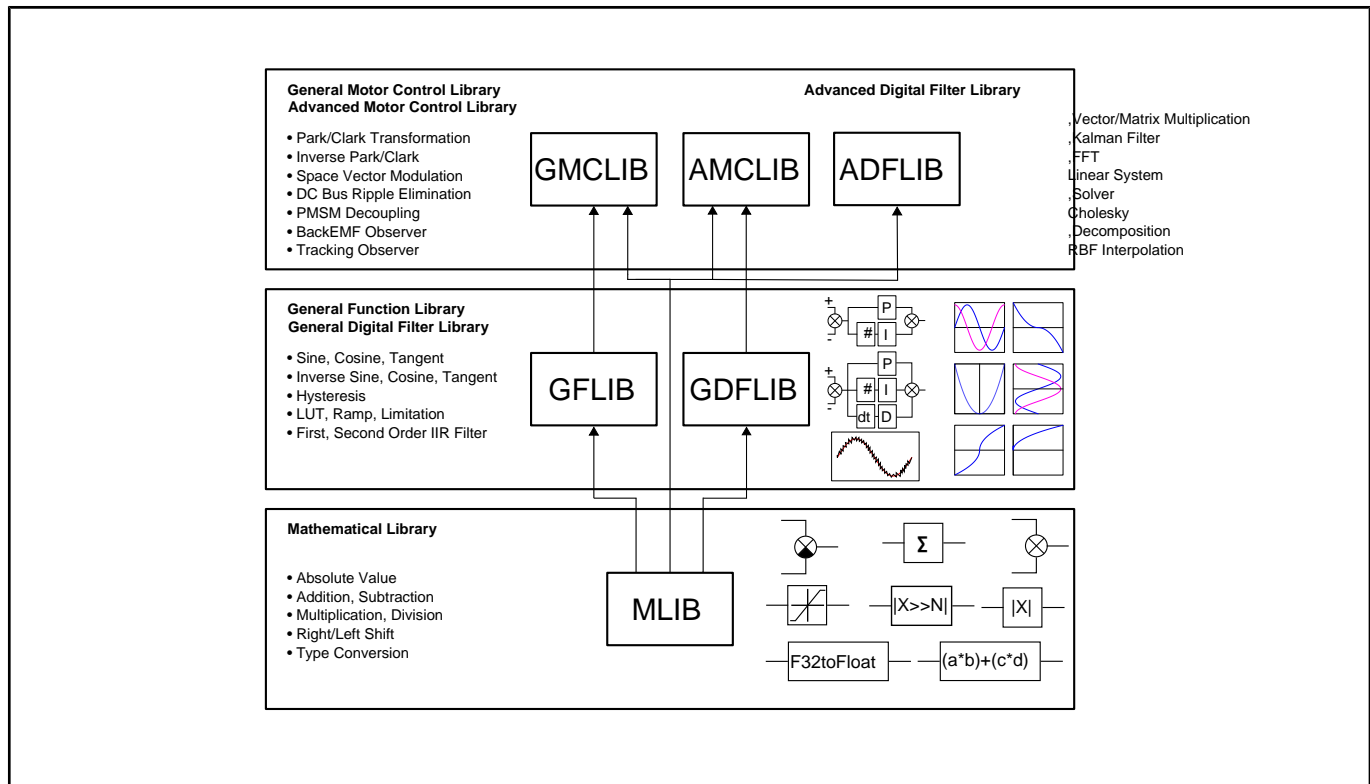 General Motor Control Library
Advanced Motor Control Library
• Park/Clark Transformation
• Inverse Park/Clark
• Space Vector Modulation
• DC Bus Ripple Elimination
• PMSM Decoupling
• BackEMF Observer
• Tracking Observer
GMCLIB
AMCLIB
ADFLIB
Advanced Digital Filter Library
,Vector/Matrix Multiplication
,Kalman Filter
,FFT
Linear System
,Solver
Cholesky
,Decomposition
RBF Interpolation
General Function Library
General Digital Filter Library
• Sine, Cosine, Tangent
• Inverse Sine, Cosine, Tangent
• Hysteresis
• LUT, Ramp, Limitation
• First, Second Order IIR Filter
GFLIB
GDFLIB
+
-
P
# I
+
-
P
# I
dt D
Mathematical Library
• Absolute Value
• Addition, Subtraction
• Multiplication, Division
• Right/Left Shift
• Type Conversion
MLIB
Σ
|X>>N|
|X|
F32toFloat
(a*b)+(c*d)